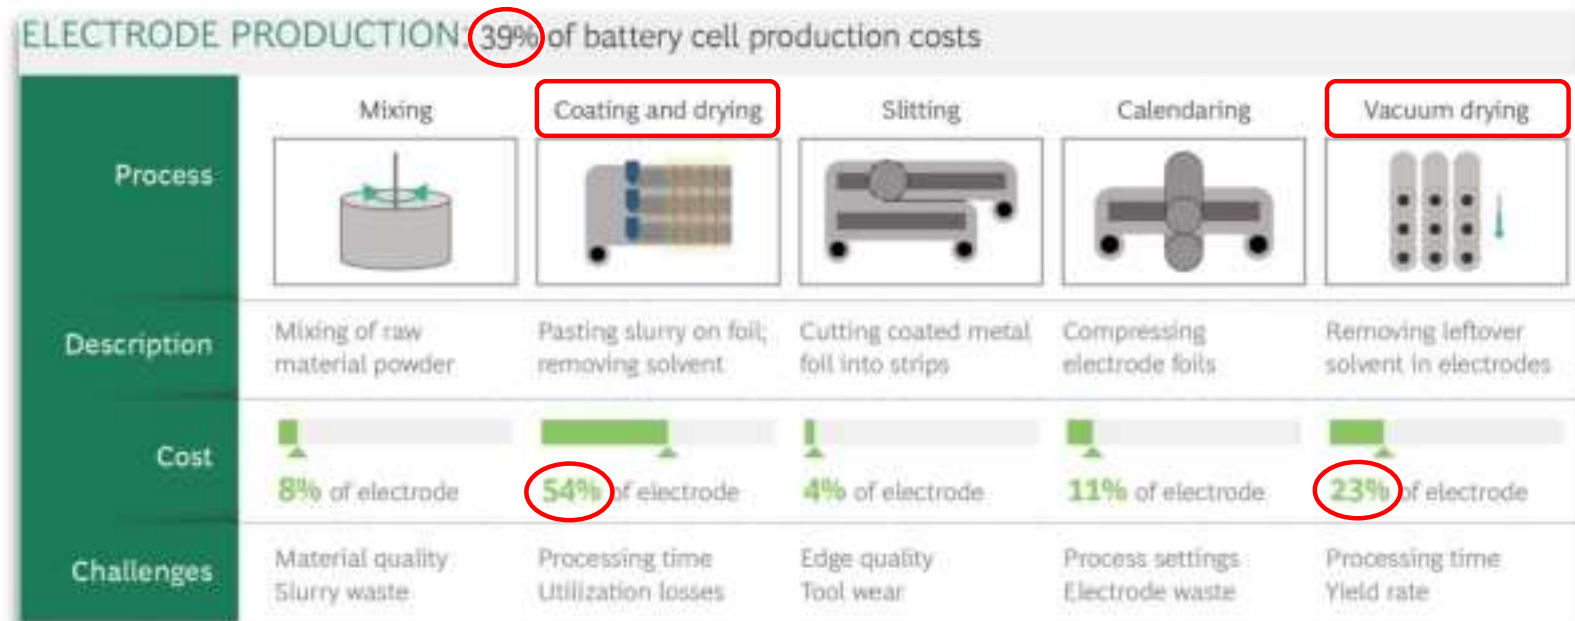 ELECTRODE PRODUCTION: 39% of battery cell production costs
Mixing
Coating and drying
Slitting
Calendaring
Vacuum drying
Process
Description
Mixing of raw
material powder
Pasting slurry on foil;
removing solvent
Cutting coated metal
foil into strips
Compressing
electrode foils
Removing leftover
solvent in electrodes
Cost
8% of electrode
54% of electrode
4% of electrode
11% of electrode
23% of electrode
Challenges
Material quality
Slurry waste
Processing time
Utilization losses
Edge quality
Tool wear
Process settings
Electrode waste
Processing time
Yield rate